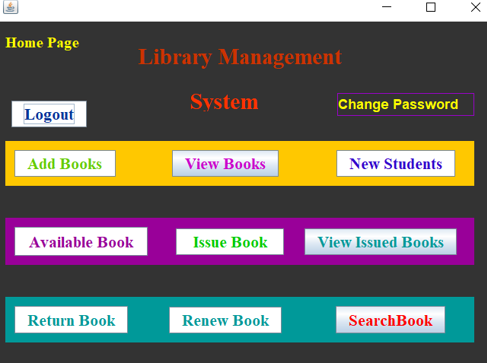 Home Page
Library Management
System
Change Password
Logout
Add Books
View Books
New Students
Available Book
Issue Book
View Issued Books
Return Book
Renew Book
SearchBook